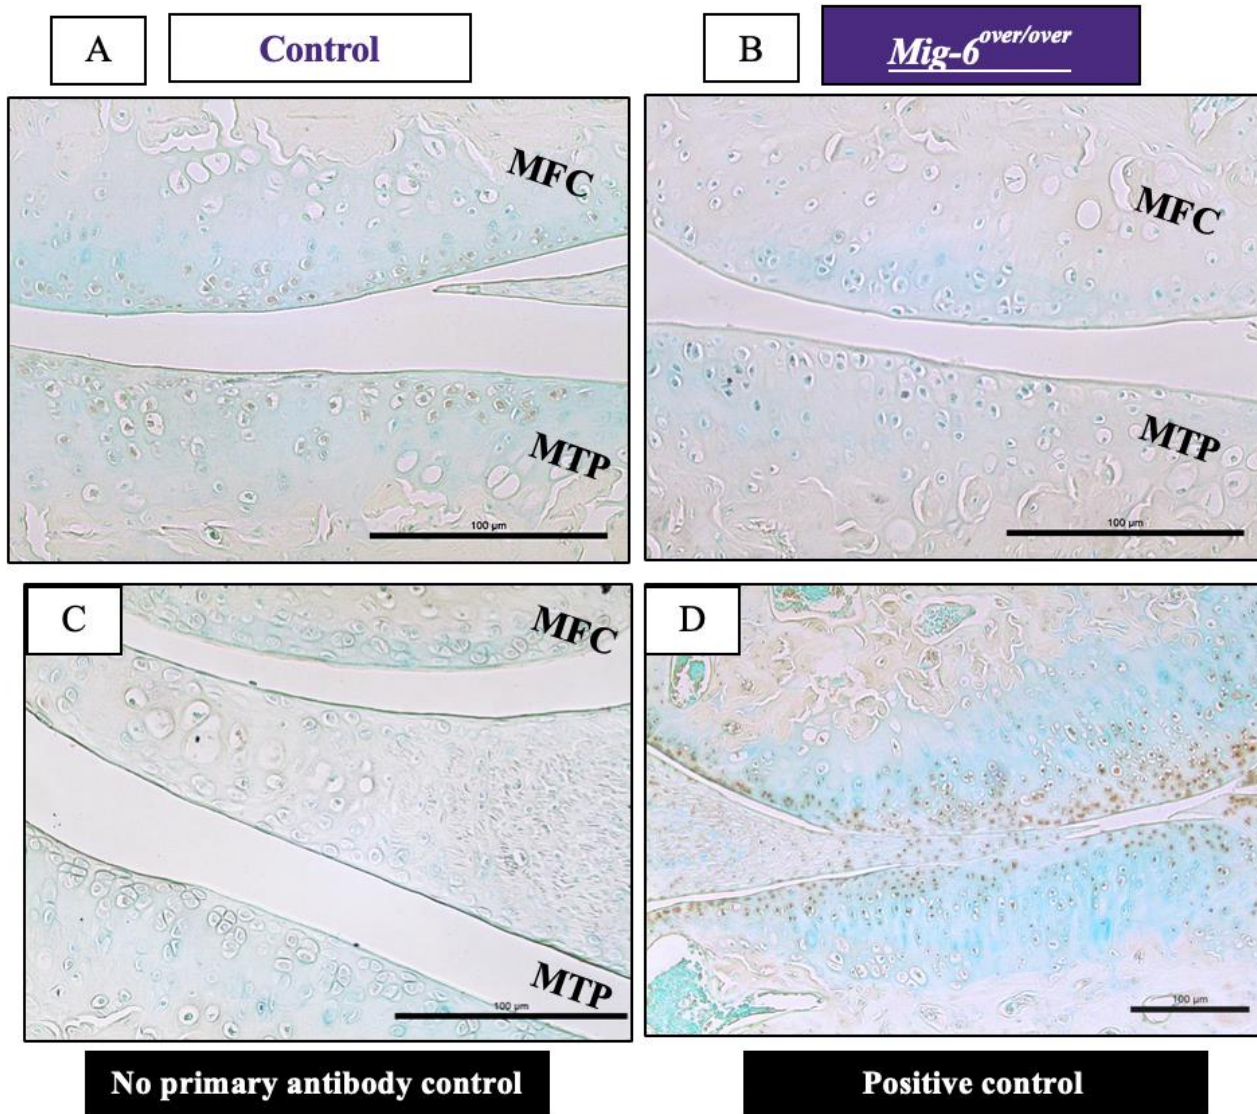 A
Control
B
Mig-6over/over
MFC
MTP
100 μm
MFC
MTP
100 μm
C
MFC
MTP
100 μm
D
100 μm
No primary antibody control
Positive control